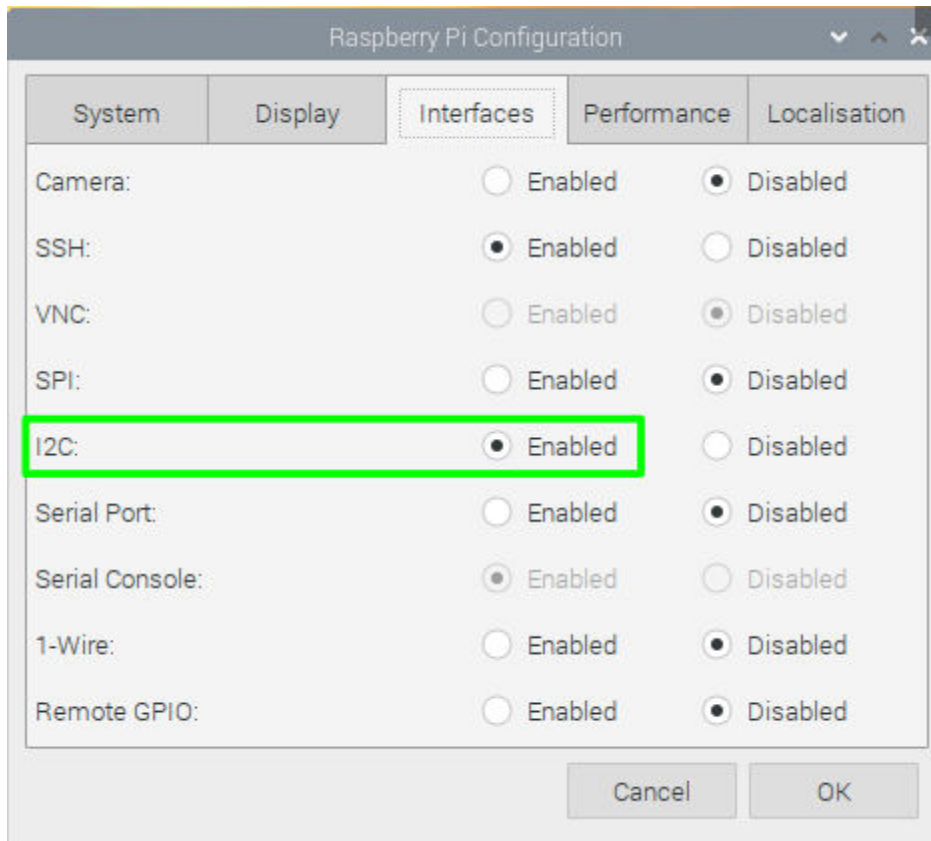 Raspberry Pi Configuration
System Display Interfaces Performance Localisation
Camera: Enabled Disabled
SSH: Enabled Disabled
VNC: Enabled Disabled
SPI: Enabled Disabled
I2C: Enabled Disabled
Serial Port: Enabled Disabled
Serial Console: Enabled Disabled
1-Wire: Enabled Disabled
Remote GPIO: Enabled Disabled
Cancel OK